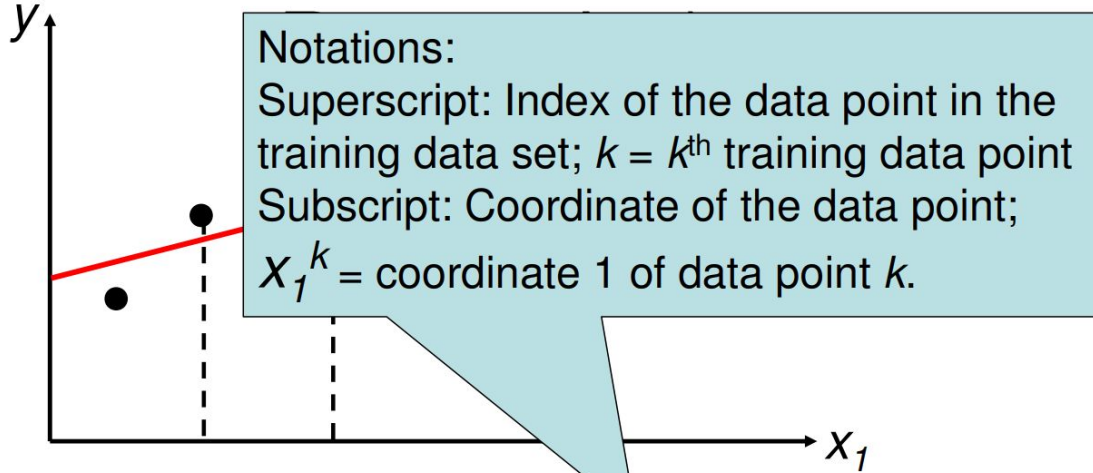 y
Notations:
Superscript: Index of the data point in the
training data set; k = kth training data point
Subscript: Coordinate of the data point;
x1k = coordinate 1 of data point k.
x1